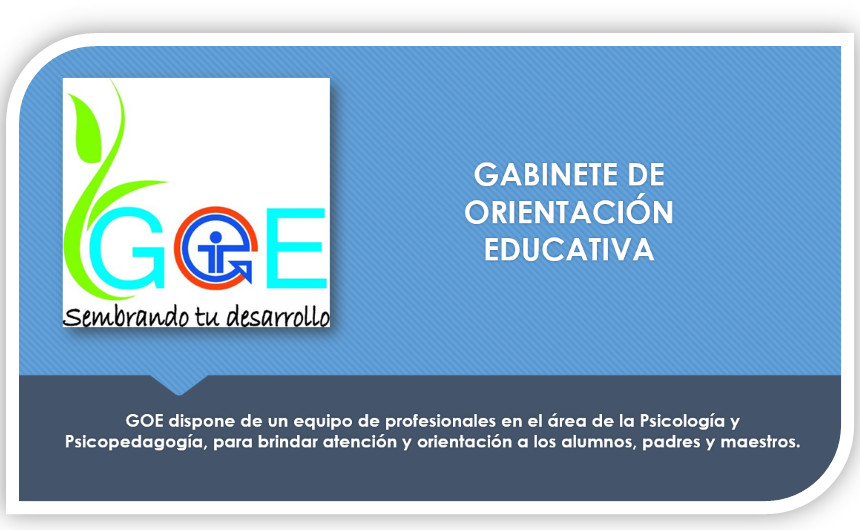 GOE
Sembrando tu desarrollo
GABINETE DE
ORIENTACIÓN
EDUCATIVA
GOE dispone de un equipo de profesionales en el área de la Psicología y
Psicopedagogía, para brindar atención y orientación a los alumnos, padres y maestros.